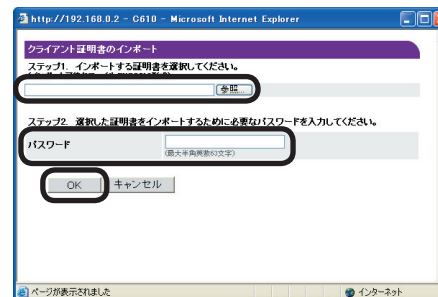 http://192.168.0.2 - C610 - Microsoft Internet Explorer
クライアント証明書のインポート
ステップ1. インポートする証明書を選択してください。
参照...
ステップ2. 選択した証明書をインポートするために必要なパスワードを入力してください。
パスワード
(最大半角英数63文字)
OK キャンセル
ページが表示されました インターネット